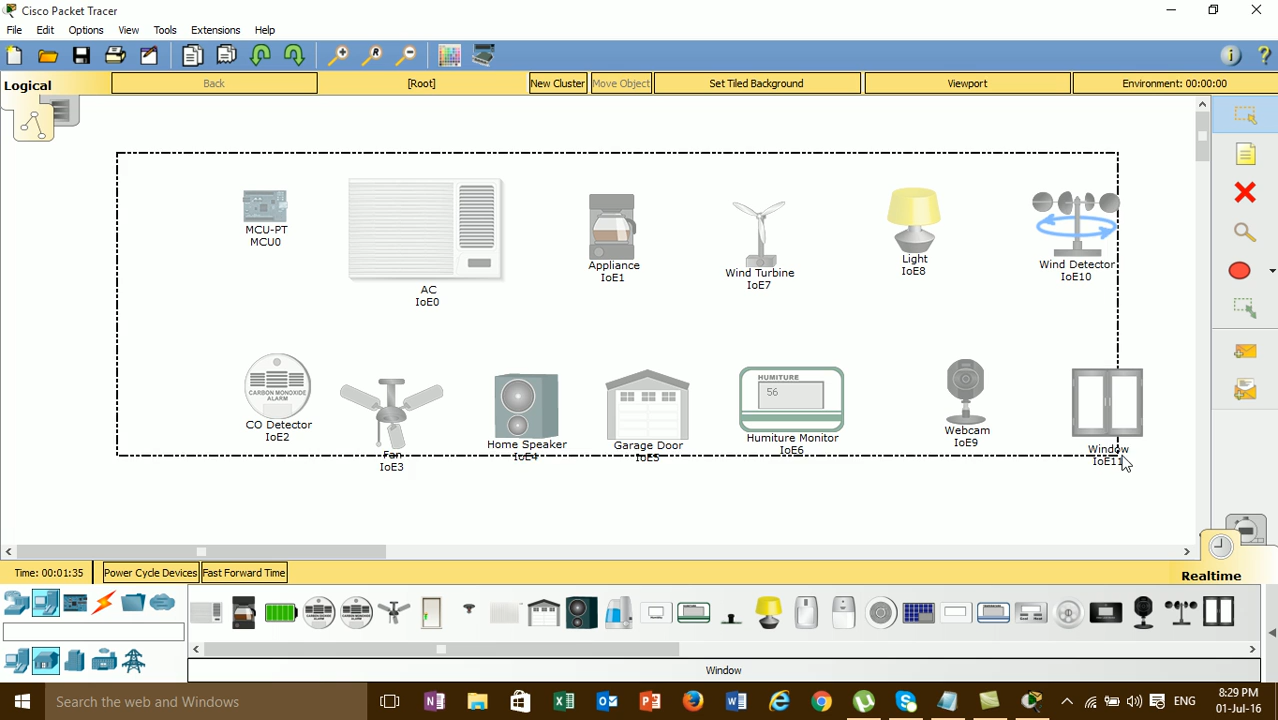 Cisco Packet Tracer
File Edit Options View Tools Extensions Help
Logical
Back
[Root]
New Cluster
Move Object
Set Tiled Background
Viewport
Environment: 00:00:00
MCU-PT
MCU0
AC
IoE0
Appliance
IoE1
Wind Turbine
IoE7
Light
IoE8
Wind Detector
IoE10
CARBON MONOXIDE
ALARM
CO Detector
IoE2
Fan
IoE3
Home Speaker
IoE4
Garage Door
IoE5
HUMITURE
56
Humiture Monitor
IoE6
Webcam
IoE9
Window
IoE11
Time: 00:01:35
Power Cycle Devices
Fast Forward Time
Realtime
Window
Search the web and Windows
ENG
8:29 PM
01-Jul-16